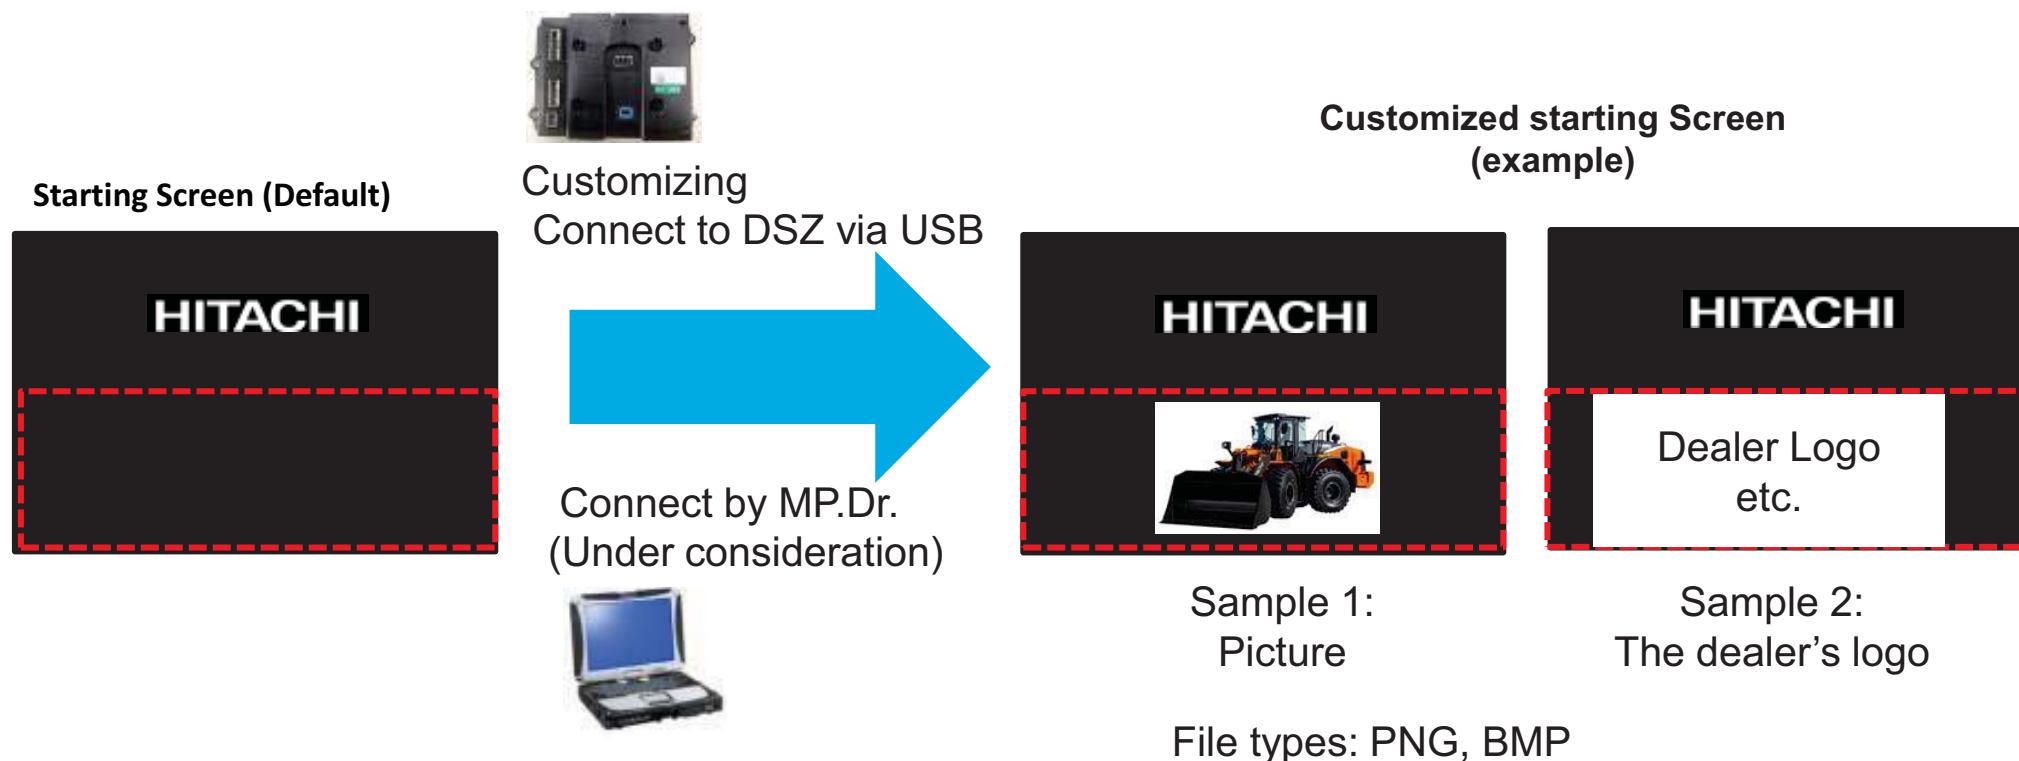 Starting Screen (Default)
HITACHI
Customizing
Connect to DSZ via USB
Connect by MP.Dr.
(Under consideration)
Customized starting Screen
(example)
HITACHI
Sample 1:
Picture
HITACHI
Dealer Logo
etc.
Sample 2:
The dealer’s logo
File types: PNG, BMP